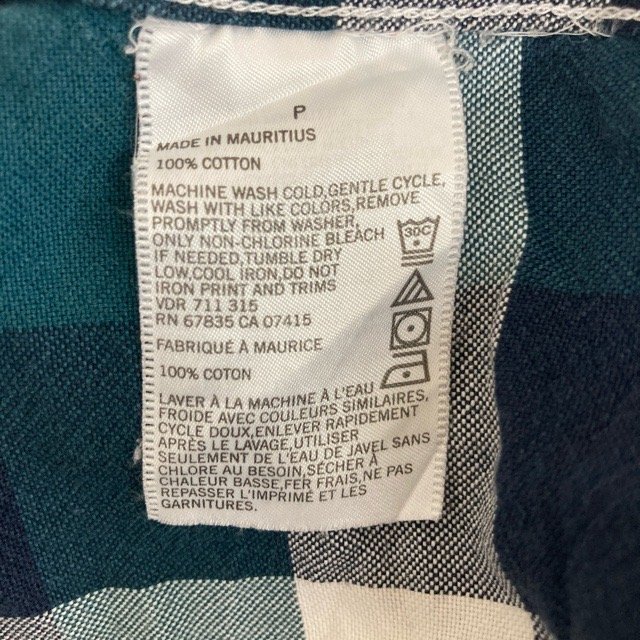 P
MADE IN MAURITIUS
100% COTTON
MACHINE WASH COLD,GENTLE CYCLE,
WASH WITH LIKE COLORS,REMOVE
PROMPTLY FROM WASHER,
ONLY NON-CHLORINE BLEACH
IF NEEDED,TUMBLE DRY
LOW,COOL IRON,DO NOT
IRON PRINT AND TRIMS
VDR 711 315
RN 67835 CA 07415
30C
FABRIQUÉ À MAURICE
100% COTON
LAVER À LA MACHINE À L'EAU
FROIDE AVEC COULEURS SIMILAIRES,
CYCLE DOUX,ENLEVER RAPIDEMENT
APRÈS LE LAVAGE,UTILISER
SEULEMENT DE L'EAU DE JAVEL SANS
CHLORE AU BESOIN,SÉCHER À
CHALEUR BASSE,FER FRAIS,NE PAS
REPASSER L'IMPRIMÉ ET LES
GARNITURES.